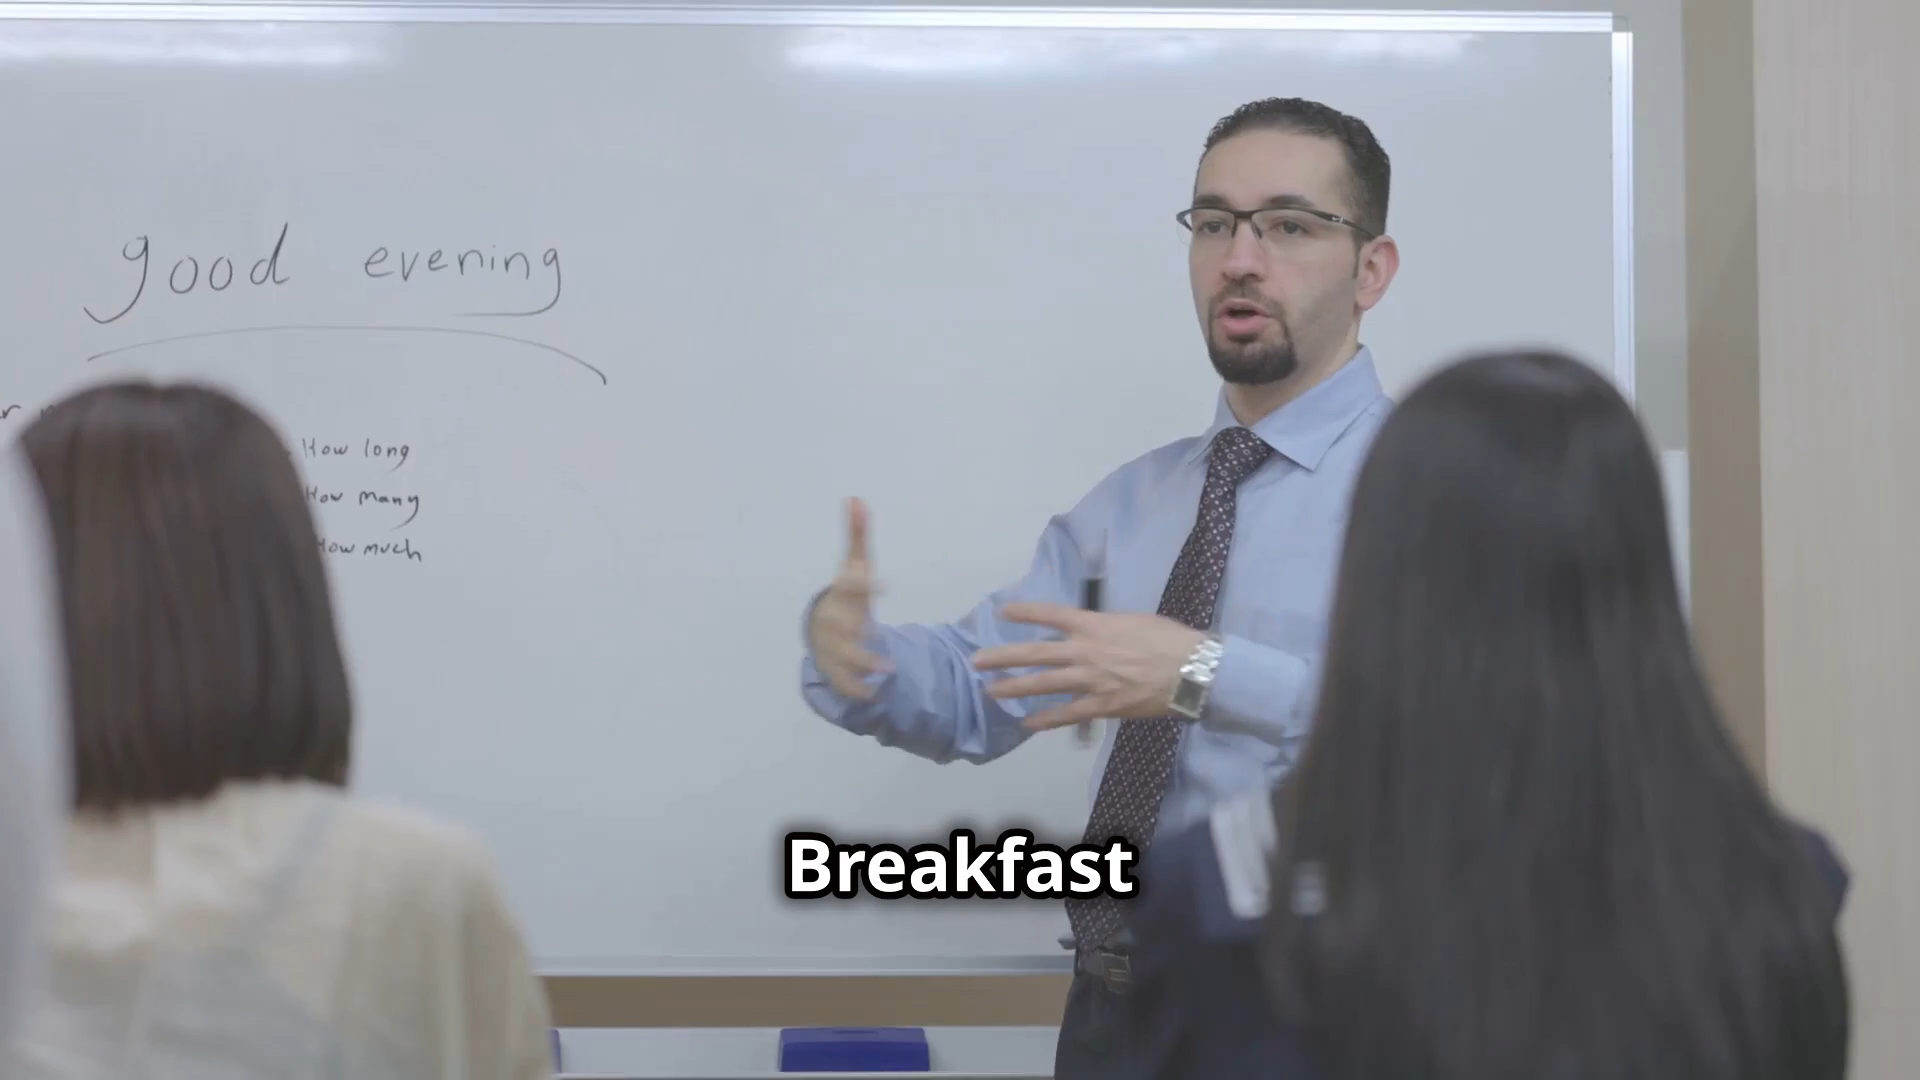 good evening
How long
How many
How much
Breakfast